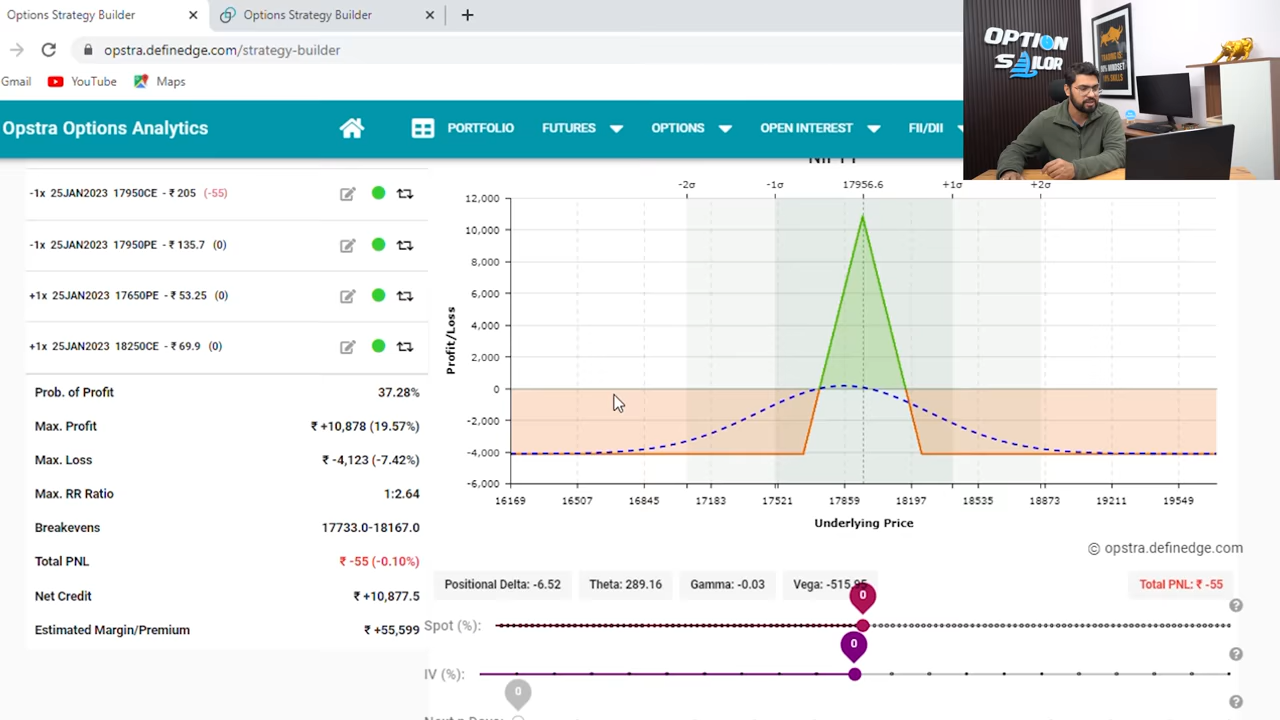 Options Strategy Builder
Options Strategy Builder
opstra.definedge.com/strategy-builder
Gmail YouTube Maps
OPTION
SAILOR
Opstra Options Analytics
PORTFOLIO FUTURES OPTIONS OPEN INTEREST FII/DII
NIFTY
-2σ -1σ 17956.6 +1σ +2σ
-1x 25JAN2023 17950CE - ₹ 205 (-55)
-1x 25JAN2023 17950PE - ₹ 135.7 (0)
+1x 25JAN2023 17650PE - ₹ 53.25 (0)
+1x 25JAN2023 18250CE - ₹ 69.9 (0)
Prob. of Profit 37.28%
Max. Profit ₹ +10,878 (19.57%)
Max. Loss ₹ -4,123 (-7.42%)
Max. RR Ratio 1:2.64
Breakevens 17733.0-18167.0
Total PNL ₹ -55 (-0.10%)
Net Credit ₹ +10,877.5
Estimated Margin/Premium ₹ +55,599
Profit/Loss
12,000
10,000
8,000
6,000
4,000
2,000
0
-2,000
-4,000
-6,000
16169 16507 16845 17183 17521 17859 18197 18535 18873 19211 19549
Underlying Price
© opstra.definedge.com
Positional Delta: -6.52 Theta: 289.16 Gamma: -0.03 Vega: -515.95 Total PNL: ₹ -55
0
Spot (%):
0
IV (%):
0